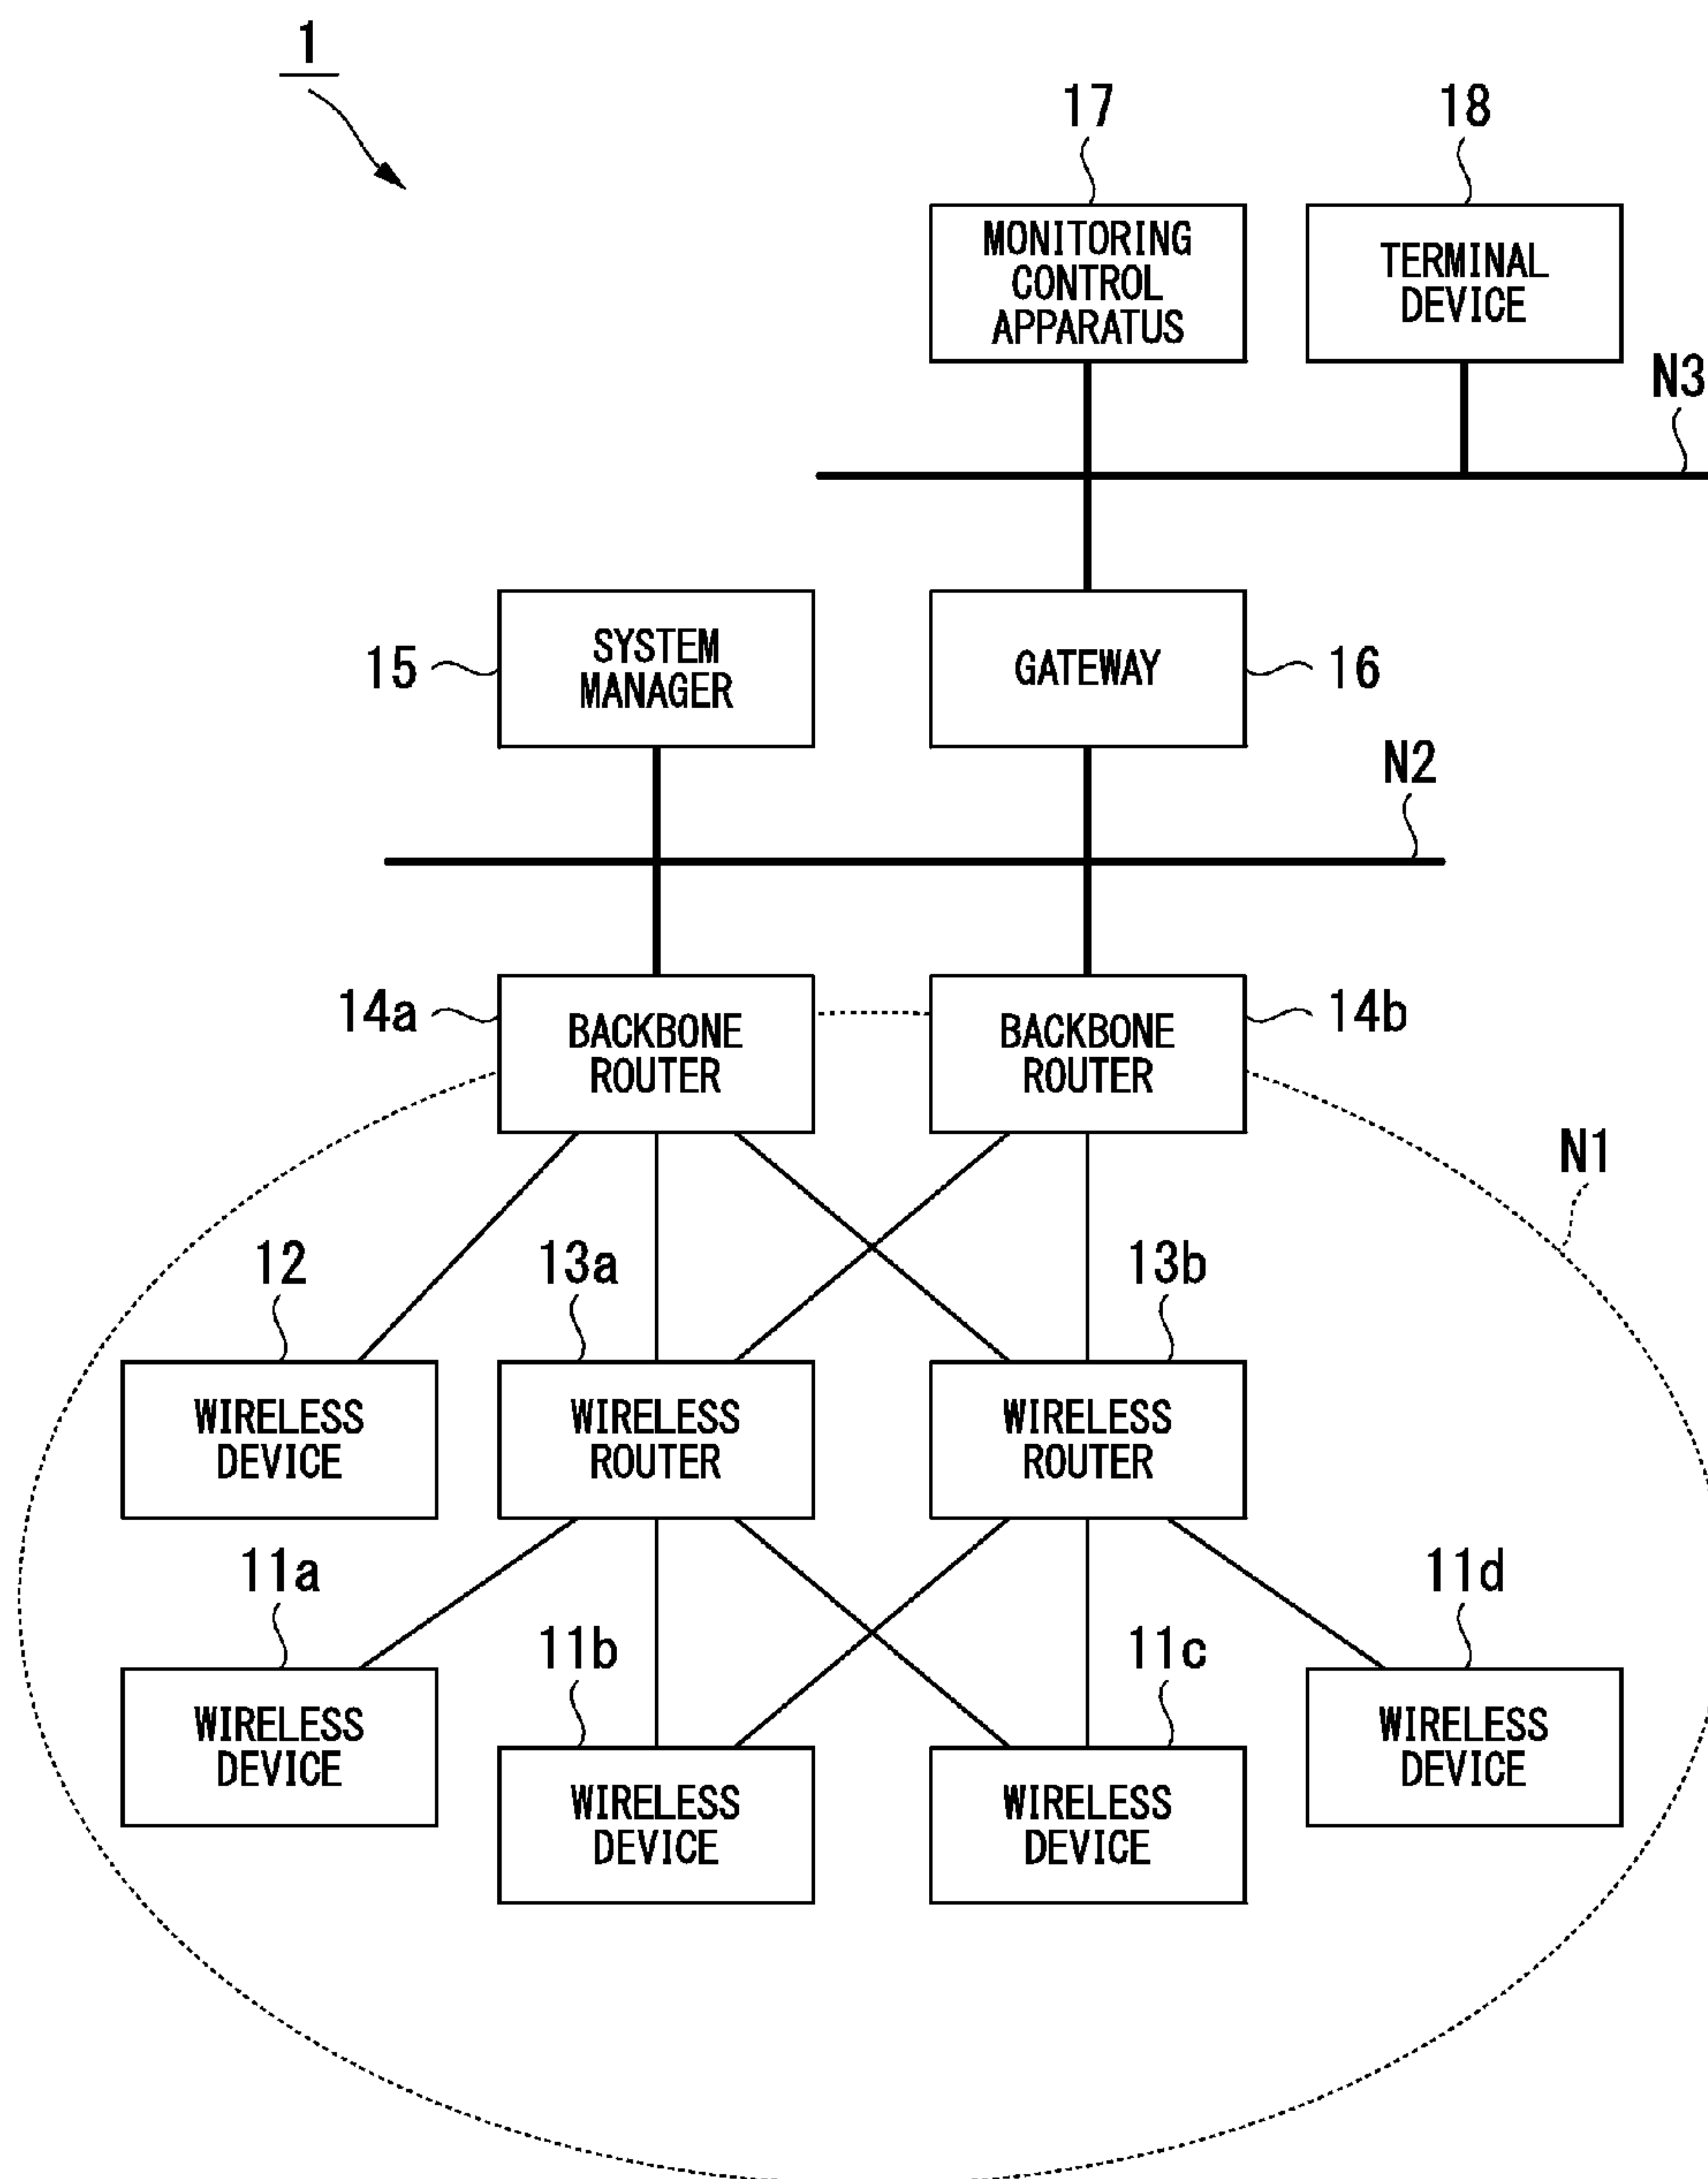 1
17
18
MONITORING
CONTROL
APPARATUS
TERMINAL
DEVICE
N3
15
SYSTEM
MANAGER
GATEWAY
16
N2
14a
BACKBONE
ROUTER
BACKBONE
ROUTER
14b
N1
12
13a
13b
WIRELESS
DEVICE
WIRELESS
ROUTER
WIRELESS
ROUTER
11a
11b
11c
11d
WIRELESS
DEVICE
WIRELESS
DEVICE
WIRELESS
DEVICE
WIRELESS
DEVICE